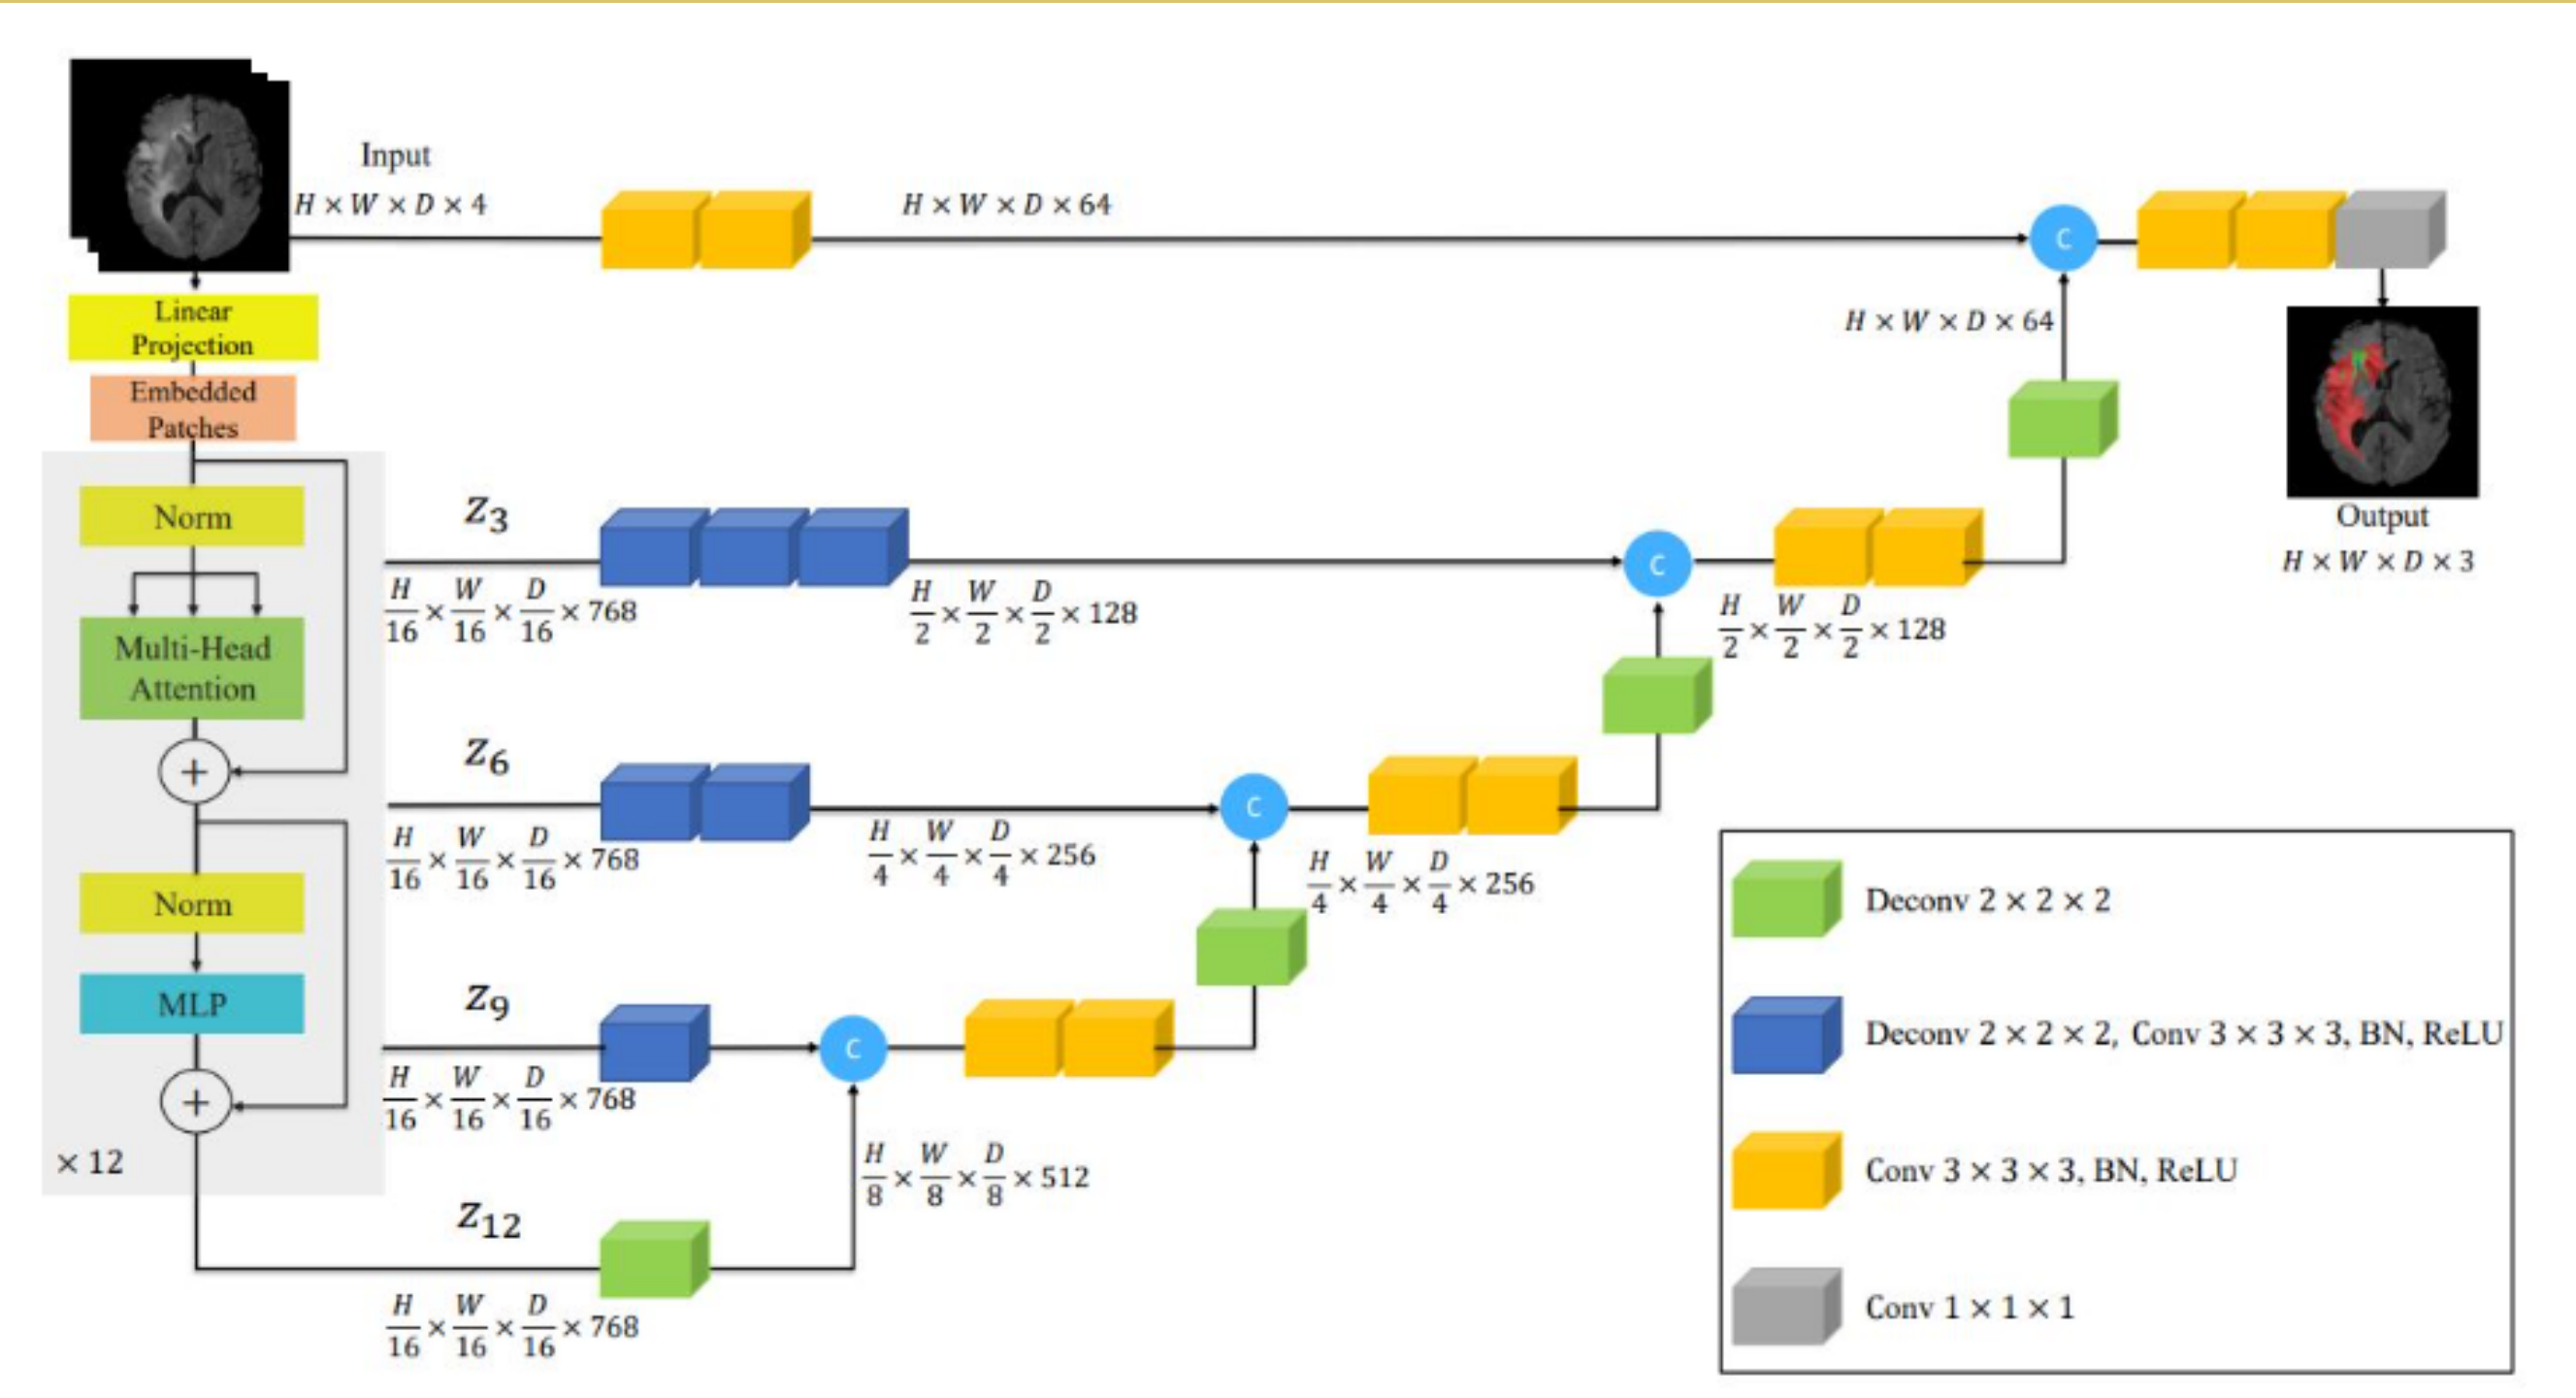 Input
H × W × D × 4
H × W × D × 64
C
Linear
Projection
H × W × D × 64
Embedded
Patches
Norm
z₃
Output
H × W × D × 3
C
H/16 × W/16 × D/16 × 768
H/2 × W/2 × D/2 × 128
H/2 × W/2 × D/2 × 128
Multi-Head
Attention
+
z₆
C
H/16 × W/16 × D/16 × 768
H/4 × W/4 × D/4 × 256
H/4 × W/4 × D/4 × 256
Norm
MLP
z₉
C
H/16 × W/16 × D/16 × 768
+
× 12
H/8 × W/8 × D/8 × 512
z₁₂
H/16 × W/16 × D/16 × 768
Deconv 2 × 2 × 2
Deconv 2 × 2 × 2, Conv 3 × 3 × 3, BN, ReLU
Conv 3 × 3 × 3, BN, ReLU
Conv 1 × 1 × 1